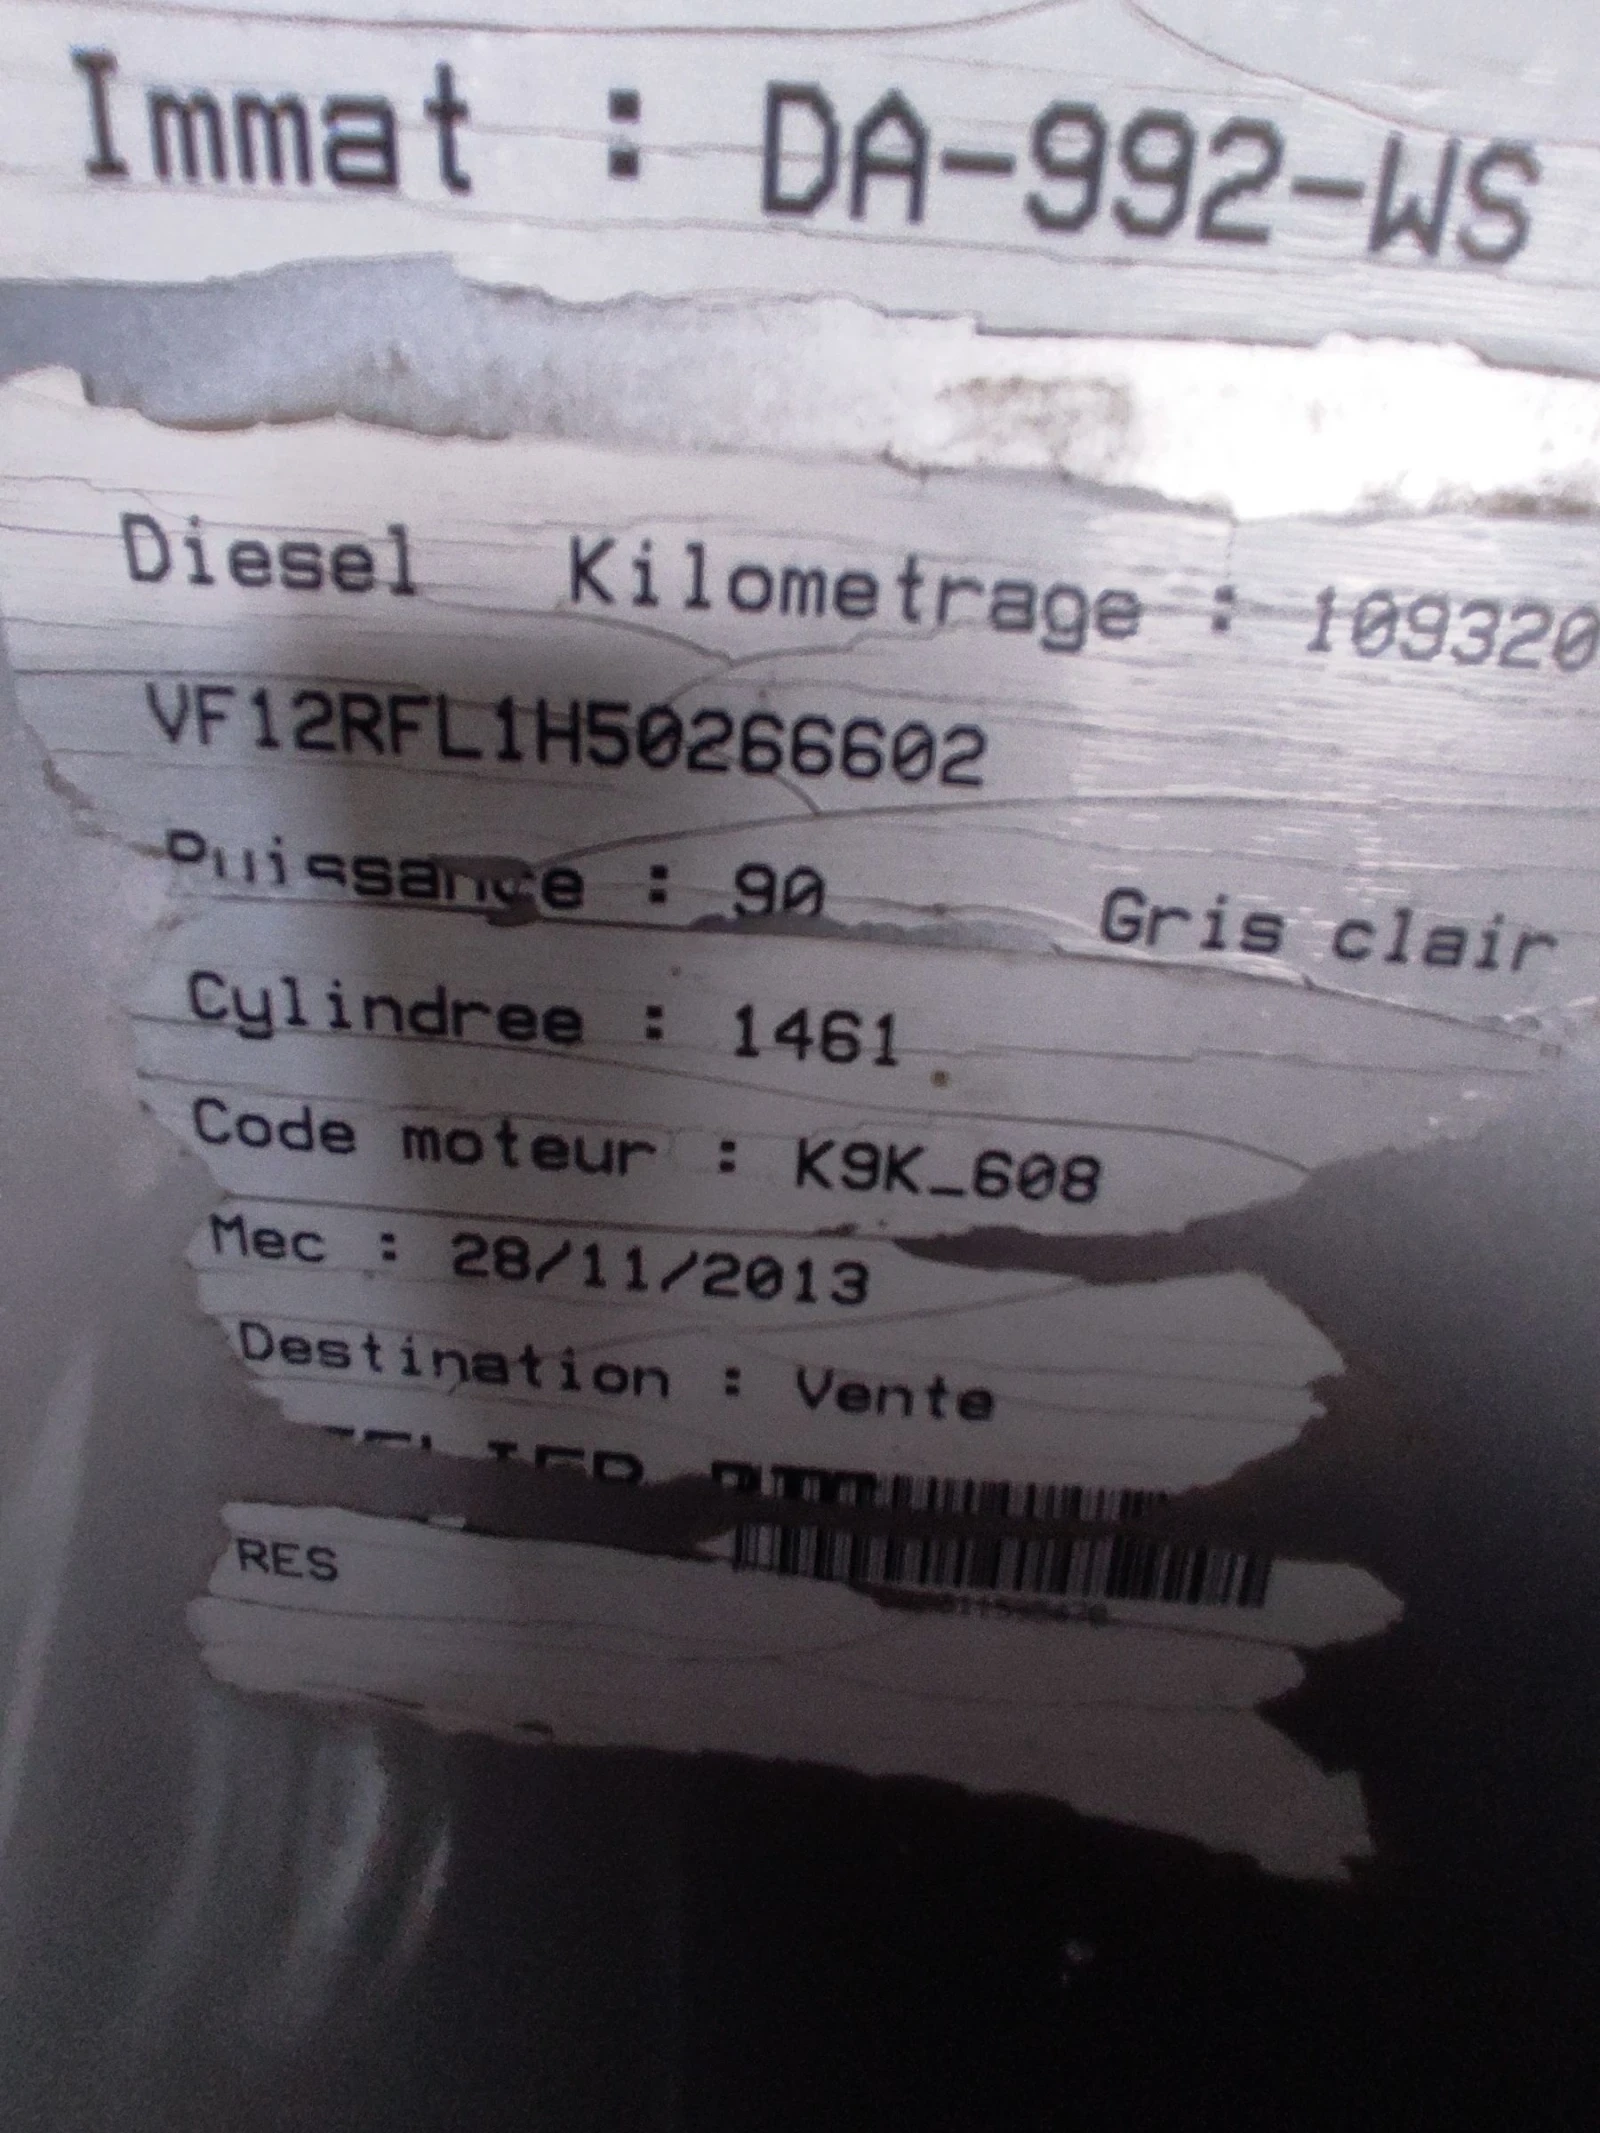 Immat : DA-992-WS
Diesel Kilometrage : 109320
VF12RFL1H50266602
Puissance : 90 Gris clair
Cylindree : 1461
Code moteur : K9K_608
Mec : 28/11/2013
Destination : Vente
RES